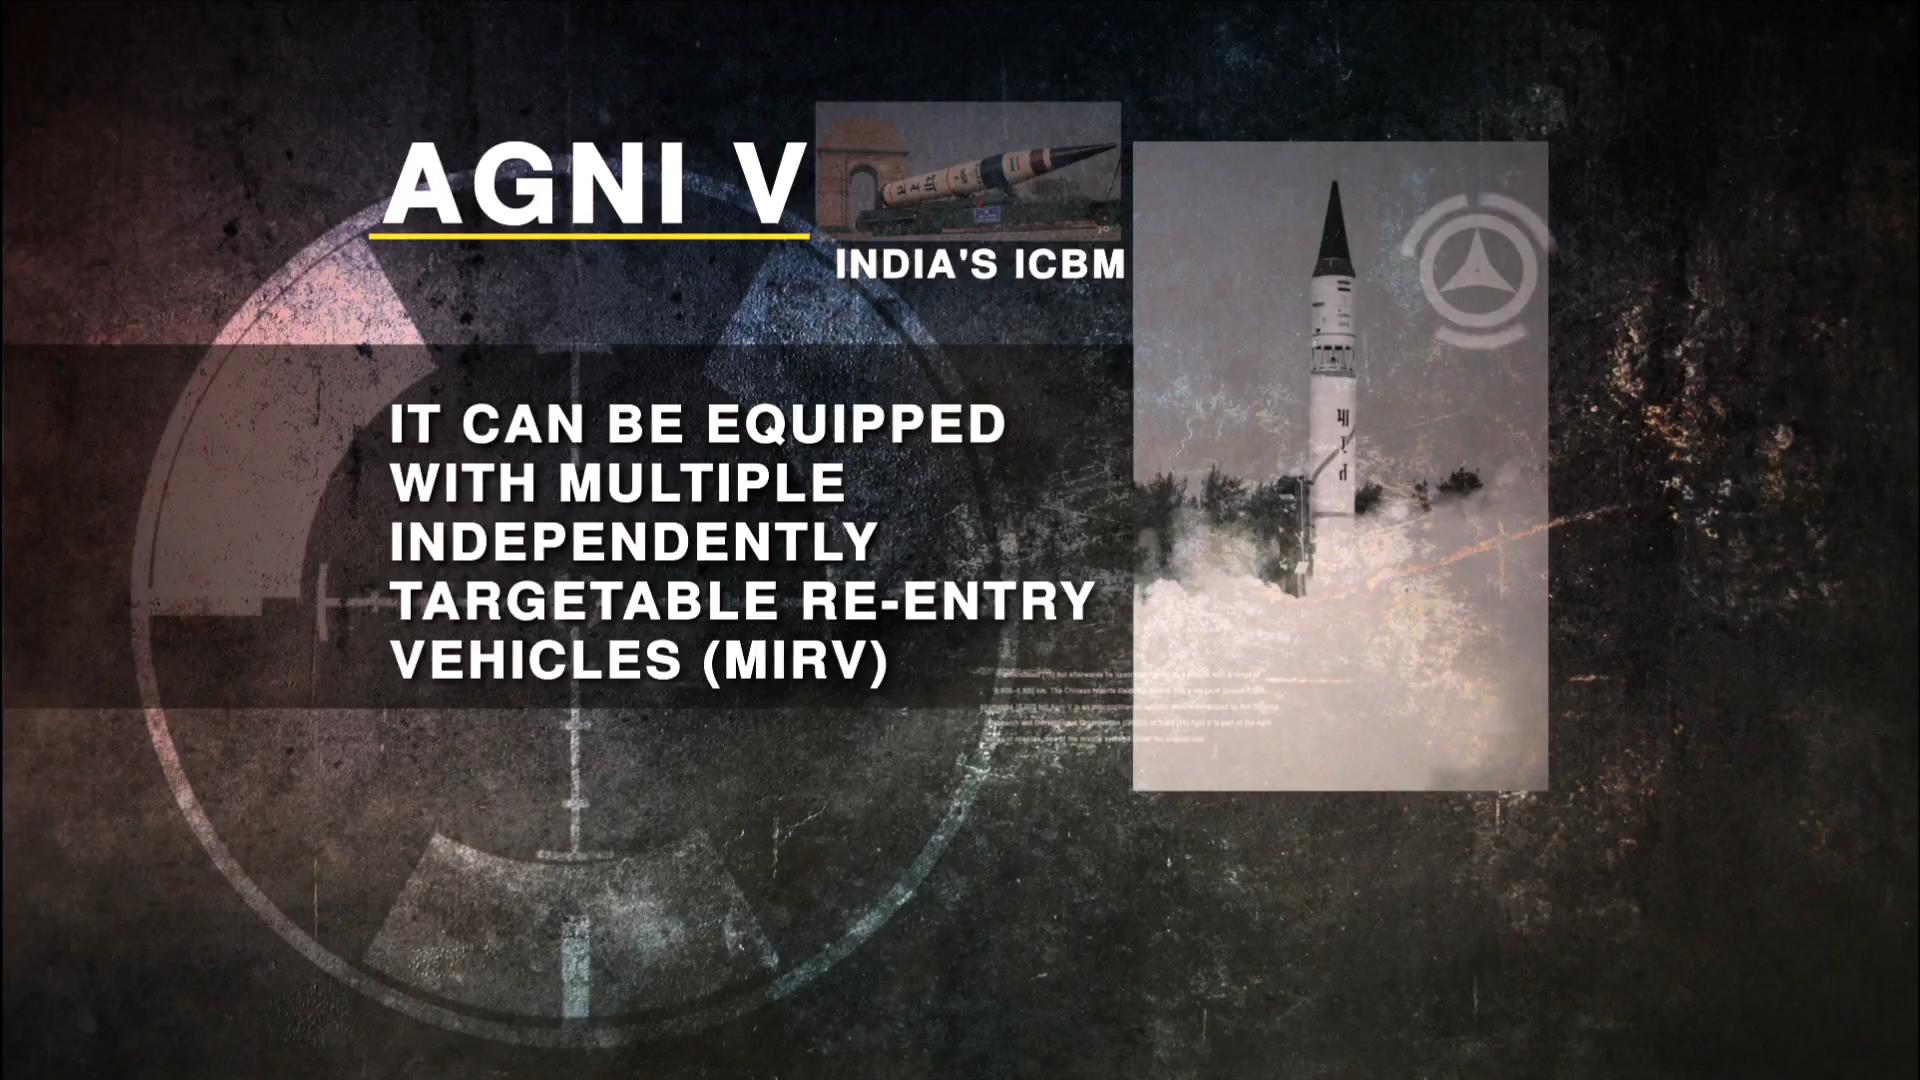 AGNI V
INDIA'S ICBM
IT CAN BE EQUIPPED
WITH MULTIPLE
INDEPENDENTLY
TARGETABLE RE-ENTRY
VEHICLES (MIRV)